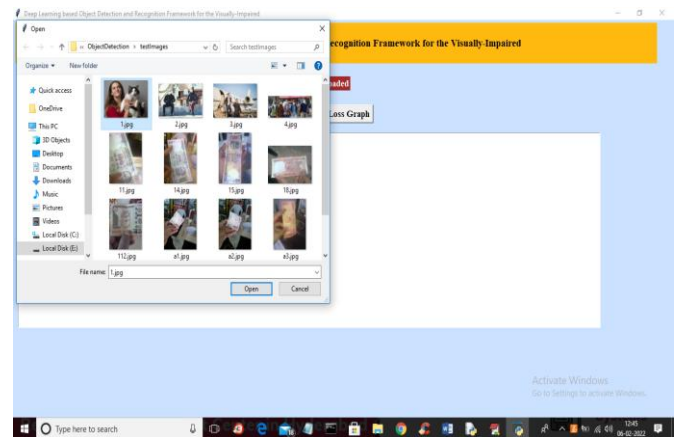 Deep Learning based Object Detection and Recognition Framework for the Visually-Impaired
Open
ObjectDetection > testImages
Search testImages
Organize
New folder
Quick access
OneDrive
This PC
3D Objects
Desktop
Documents
Downloads
Music
Pictures
Videos
Local Disk (C:)
Local Disk (E:)
1.jpg
2.jpg
3.jpg
4.jpg
11.jpg
14.jpg
15.jpg
18.jpg
112.jpg
a1.jpg
a2.jpg
a3.jpg
File name: 1.jpg
Open
Cancel
ecognition Framework for the Visually-Impaired
aded
Loss Graph
Activate Windows
Go to Settings to activate Windows.
Type here to search
12:45
06-02-2022